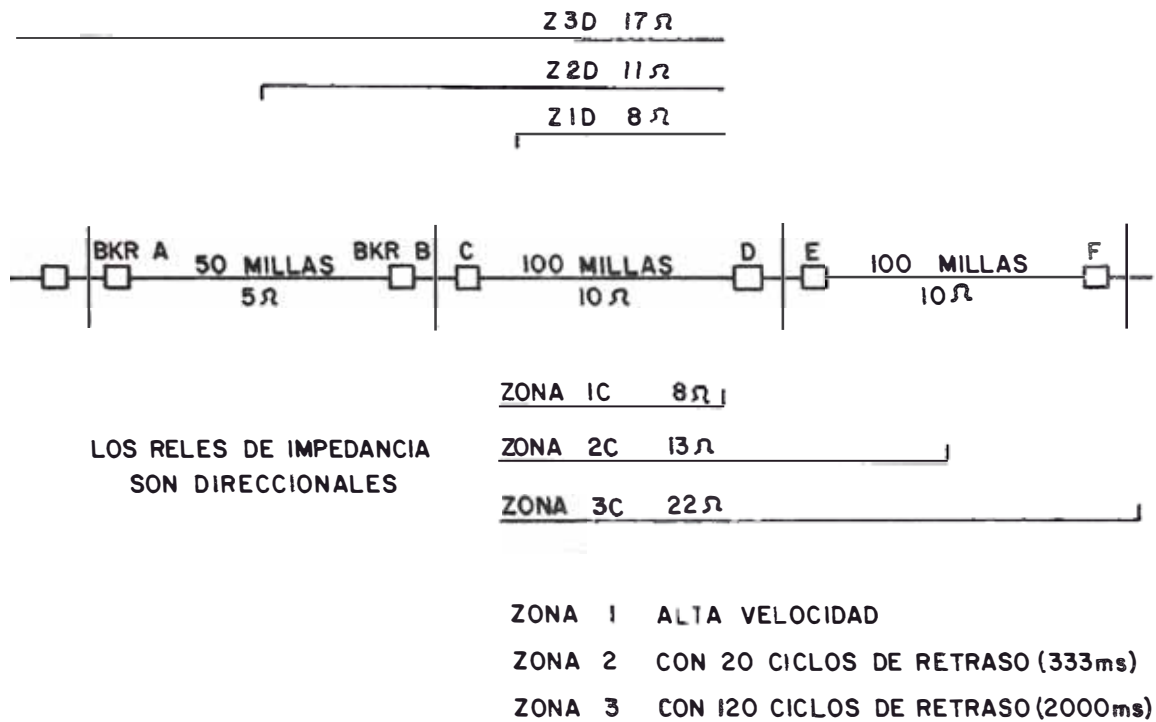 Z3D 17Ω
Z2D 11Ω
Z1D 8Ω
BKR A 50 MILLAS BKR B C 100 MILLAS D E 100 MILLAS F
5Ω 10Ω 10Ω
ZONA 1C 8Ω
LOS RELES DE IMPEDANCIA
SON DIRECCIONALES
ZONA 2C 13Ω
ZONA 3C 22Ω
ZONA 1 ALTA VELOCIDAD
ZONA 2 CON 20 CICLOS DE RETRASO (333ms)
ZONA 3 CON 120 CICLOS DE RETRASO (2000ms)